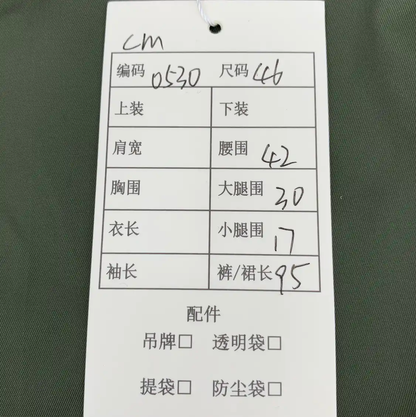 cm
编码 0530 尺码 46
上装 下装
肩宽 腰围 42
胸围 大腿围 30
衣长 小腿围 17
袖长 裤/裙长 95
配件
吊牌□ 透明袋□
提袋□ 防尘袋□